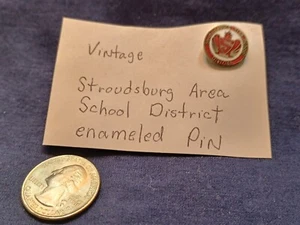 Vintage
Stroudsburg Area
School District
enameled PiN